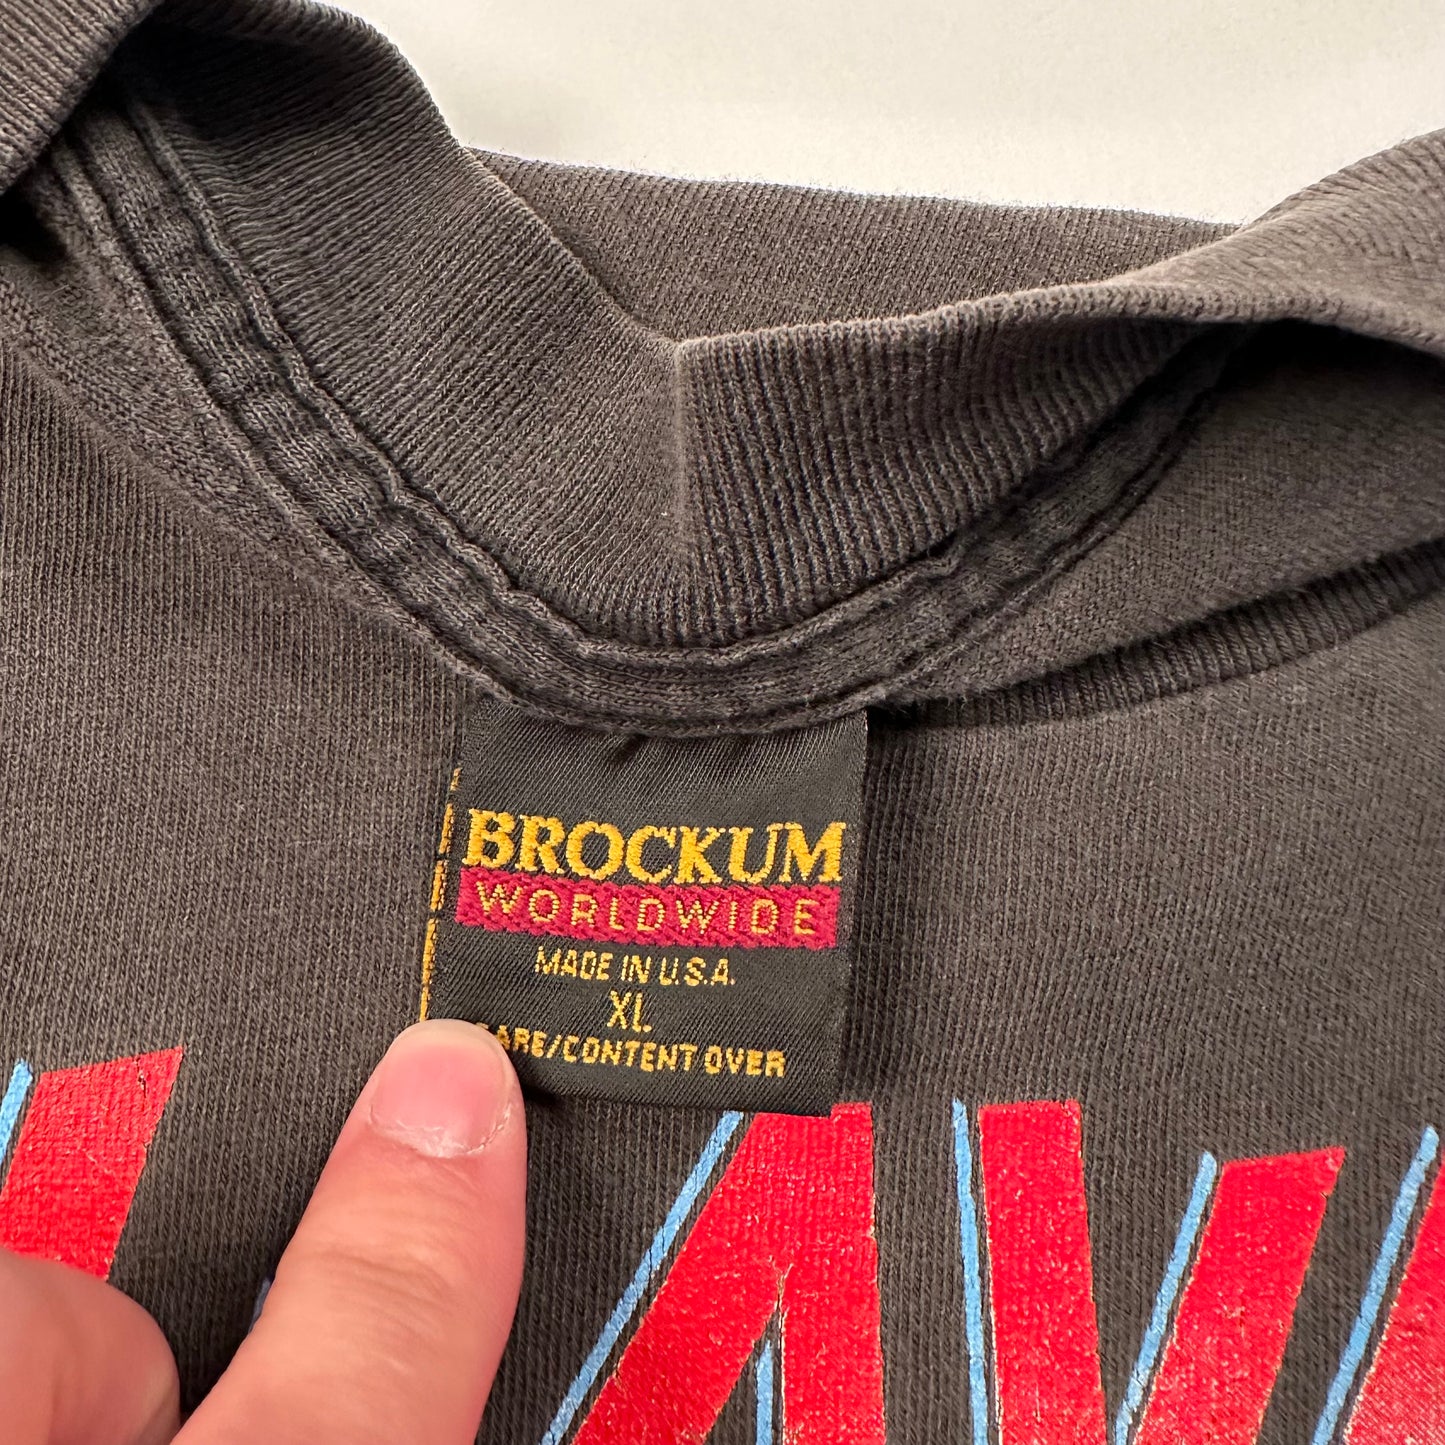 BROCKUM
WORLDWIDE
MADE IN U.S.A.
XL
CARE/CONTENT OVER